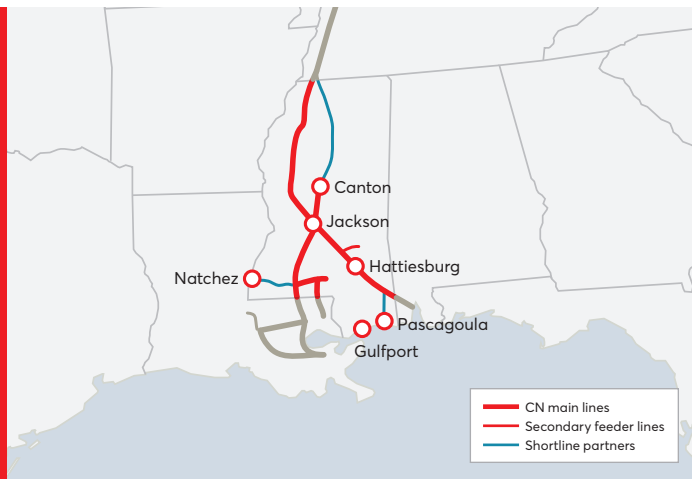 Canton
Jackson
Hattiesburg
Natchez
Pascagoula
Gulfport
CN main lines
Secondary feeder lines
Shortline partners